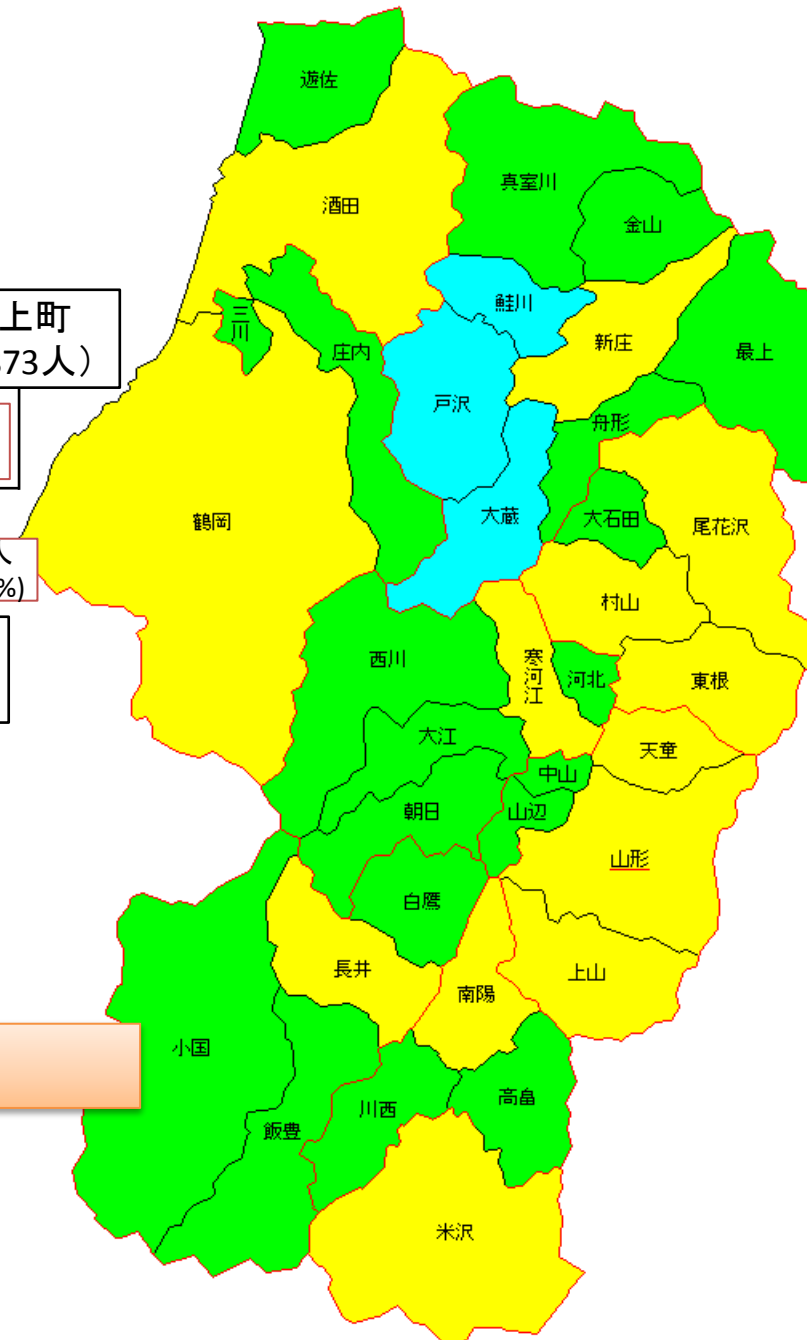 遊佐
酒田
真室川
金山
鮭川
三川
庄内
新庄
最上
上町
73人）
戸沢
舟形
鶴岡
大蔵
大石田
尾花沢
人
%)
村山
西川
寒河江
河北
東根
大江
天童
中山
朝日
山辺
山形
白鷹
長井
南陽
上山
小国
飯豊
川西
高畠
米沢